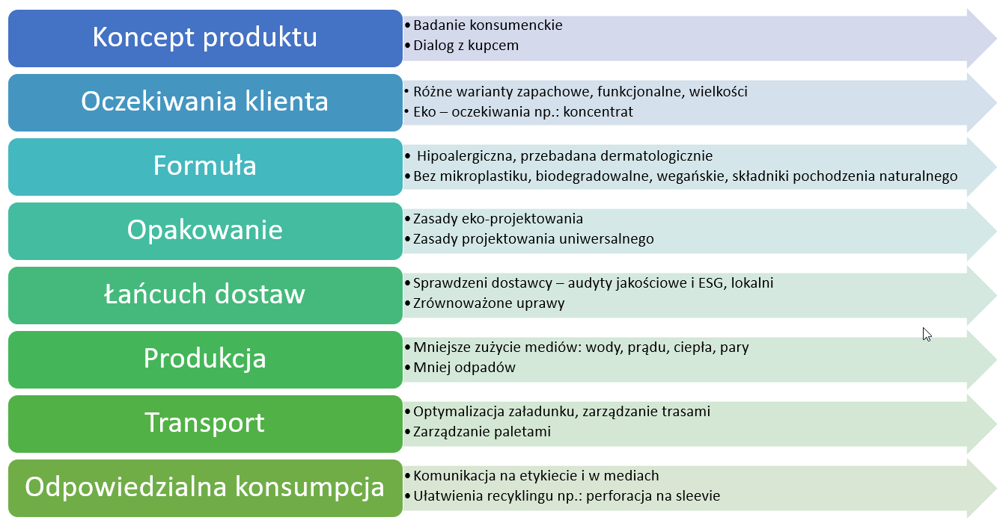 Koncept produktu
• Badanie konsumenckie
• Dialog z kupcem
Oczekiwania klienta
• Różne warianty zapachowe, funkcjonalne, wielkości
• Eko – oczekiwania np.: koncentrat
Formuła
• Hipoalergiczna, przebadana dermatologicznie
• Bez mikroplastiku, biodegradowalne, wegańskie, składniki pochodzenia naturalnego
Opakowanie
• Zasady eko-projektowania
• Zasady projektowania uniwersalnego
Łańcuch dostaw
• Sprawdzeni dostawcy – audyty jakościowe i ESG, lokalni
• Zrównoważone uprawy
Produkcja
• Mniejsze zużycie mediów: wody, prądu, ciepła, pary
• Mniej odpadów
Transport
• Optymalizacja załadunku, zarządzanie trasami
• Zarządzanie paletami
Odpowiedzialna konsumpcja
• Komunikacja na etykiecie i w mediach
• Ułatwienia recyklingu np.: perforacja na sleevie